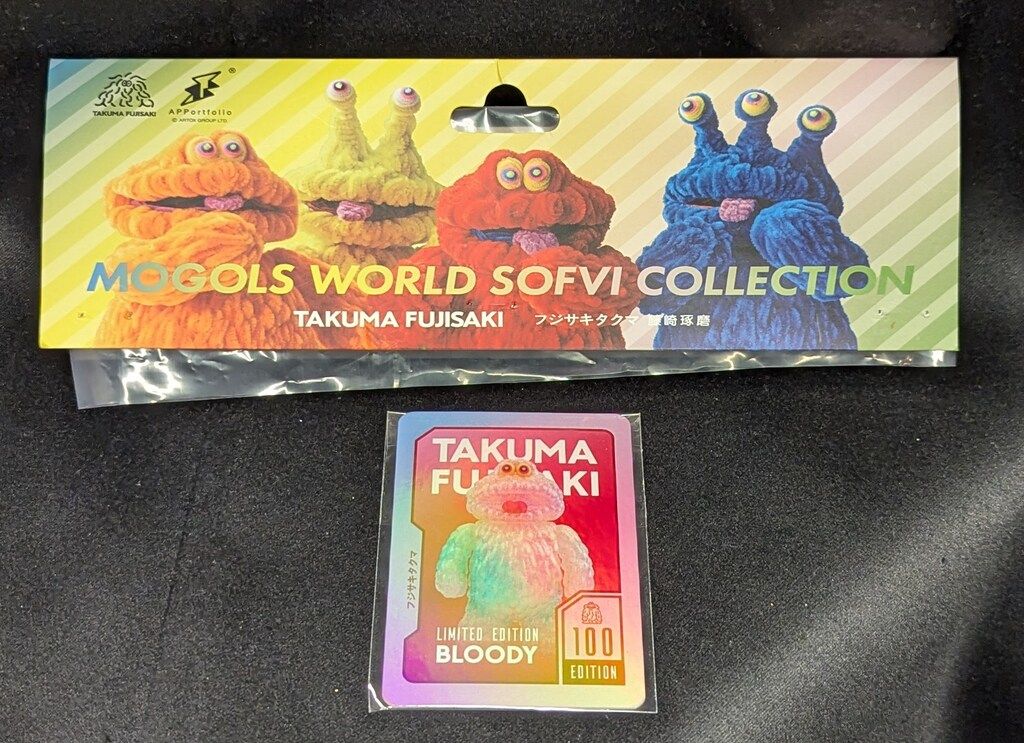 TAKUMA FUJISAKI
APPortfolio
®
© ARTOX GROUP LTD.
MOGOLS WORLD SOFVI COLLECTION
TAKUMA FUJISAKI フジサキタクマ 藤崎琢磨
TAKUMA
FUJISAKI
フジサキタクマ
LIMITED EDITION
BLOODY
100
EDITION